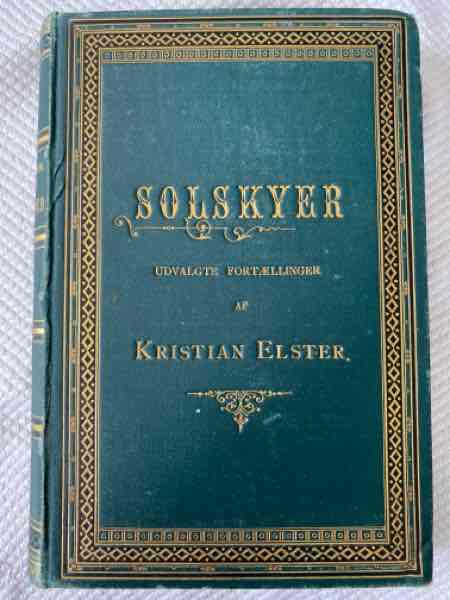 SOLSKYER
UDVALGTE FORTÆLLINGER
AF
KRISTIAN ELSTER.